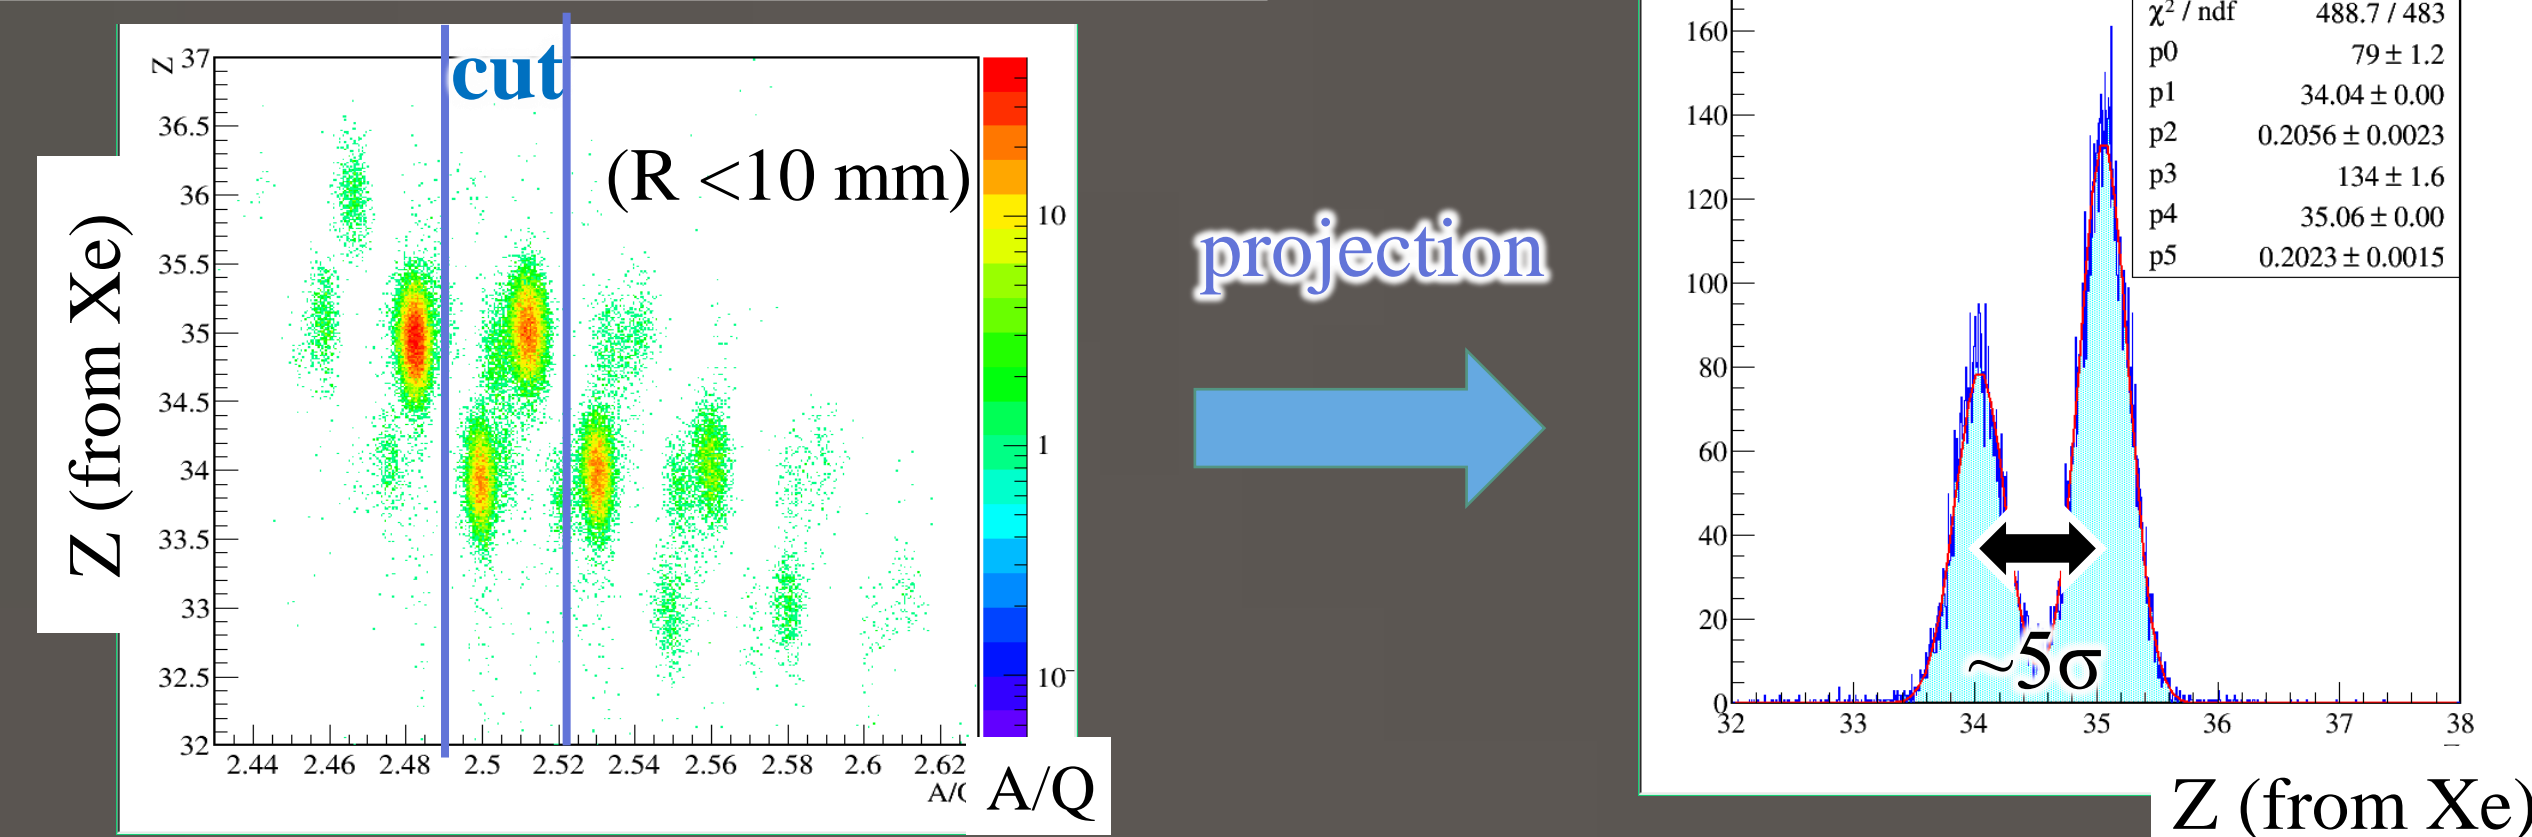 cut
(R <10 mm)
Z (from Xe)
Z
37
36.5
36
35.5
35
34.5
34
33.5
33
32.5
32
2.44 2.46 2.48 2.5 2.52 2.54 2.56 2.58 2.6 2.62
A/Q
10
1
10⁻
projection
160
140
120
100
80
60
40
20
0
χ² / ndf 488.7 / 483
p0 79 ± 1.2
p1 34.04 ± 0.00
p2 0.2056 ± 0.0023
p3 134 ± 1.6
p4 35.06 ± 0.00
p5 0.2023 ± 0.0015
~5σ
32 33 34 35 36 37 38
Z (from Xe)